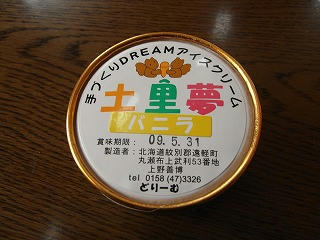 手づくりDREAMアイスクリーム
土里夢
バニラ
賞味期限: 09.5.31
製造者:北海道紋別郡遠軽町
丸瀬布上武利53番地
上野善博
tel 0158(47)3326
どりーむ